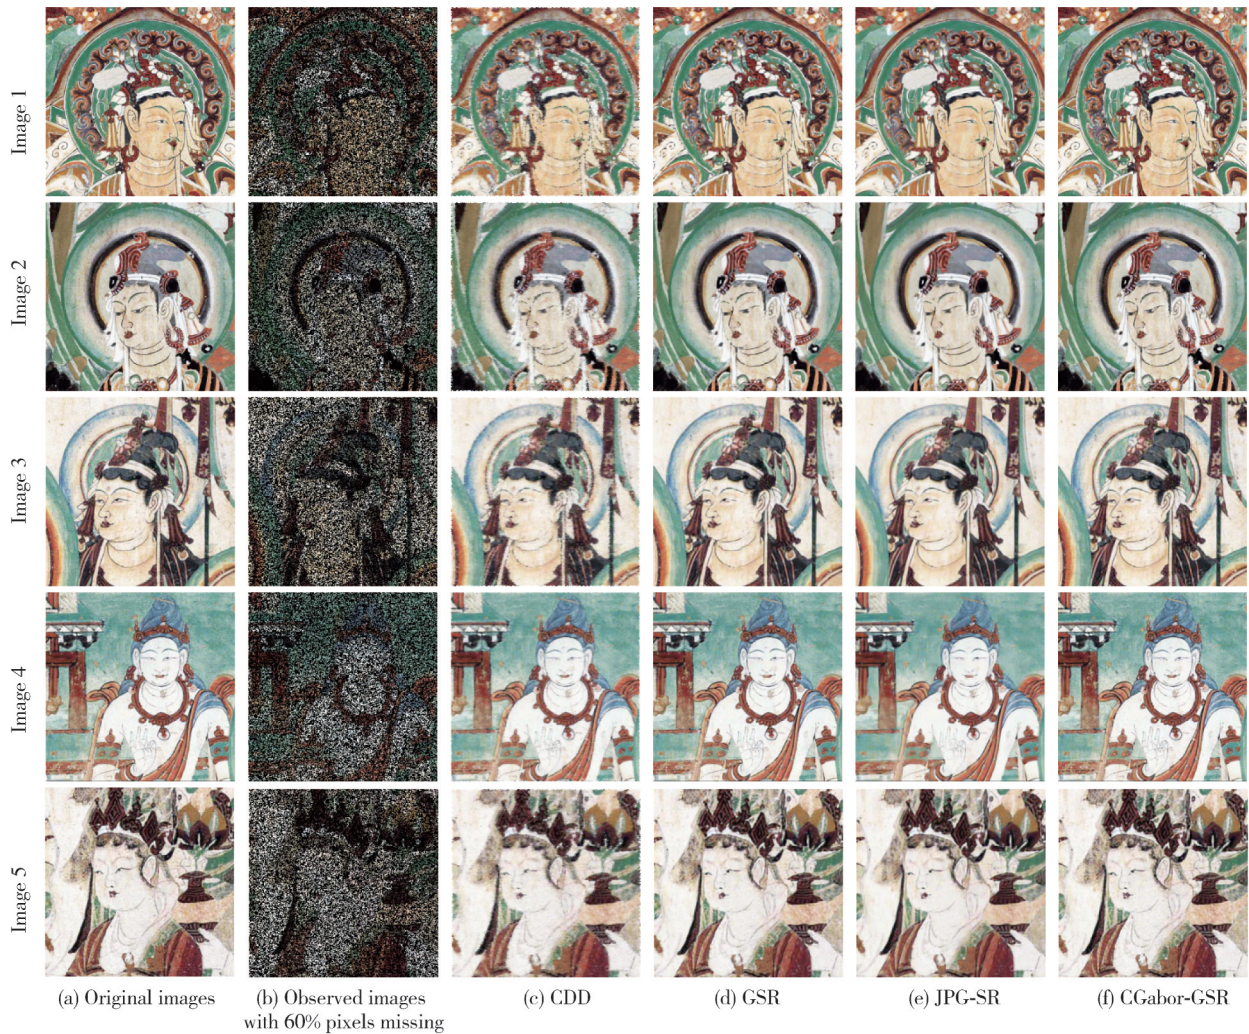 Image 1
Image 2
Image 3
Image 4
Image 5
(a) Original images
(b) Observed images
with 60% pixels missing
(c) CDD
(d) GSR
(e) JPG-SR
(f) CGabor-GSR